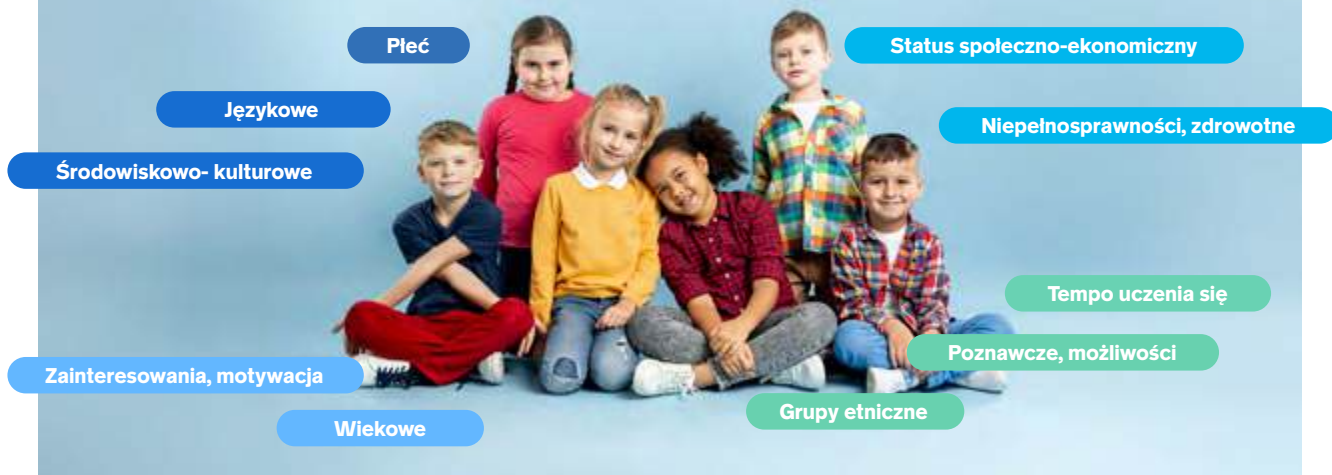 Płeć
Status społeczno-ekonomiczny
Językowe
Niepełnosprawności, zdrowotne
Środowiskowo- kulturowe
Tempo uczenia się
Poznawcze, możliwości
Zainteresowania, motywacja
Grupy etniczne
Wiekowe